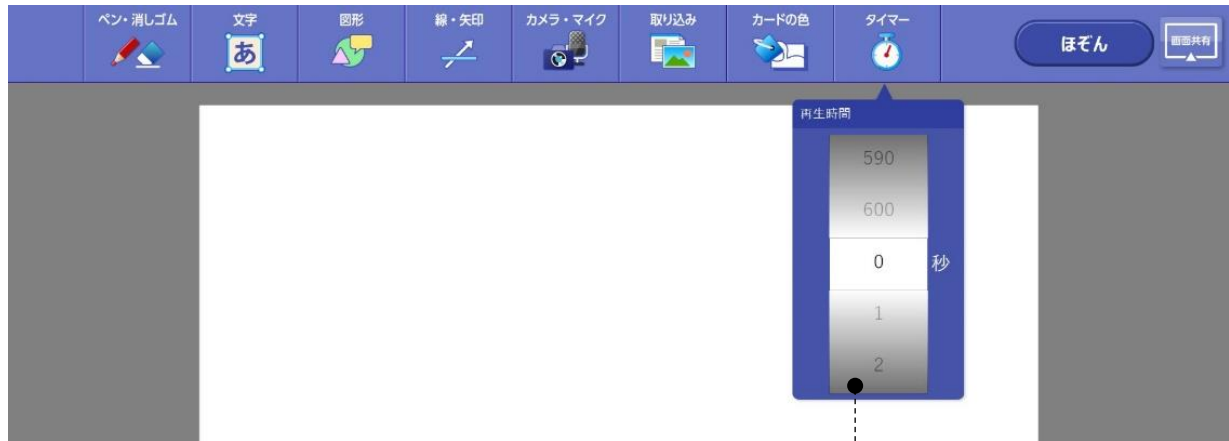 ペン・消しゴム
文字
図形
線・矢印
カメラ・マイク
取り込み
カードの色
タイマー
ほぞん
画面共有
あ
再生時間
590
600
0 秒
1
2